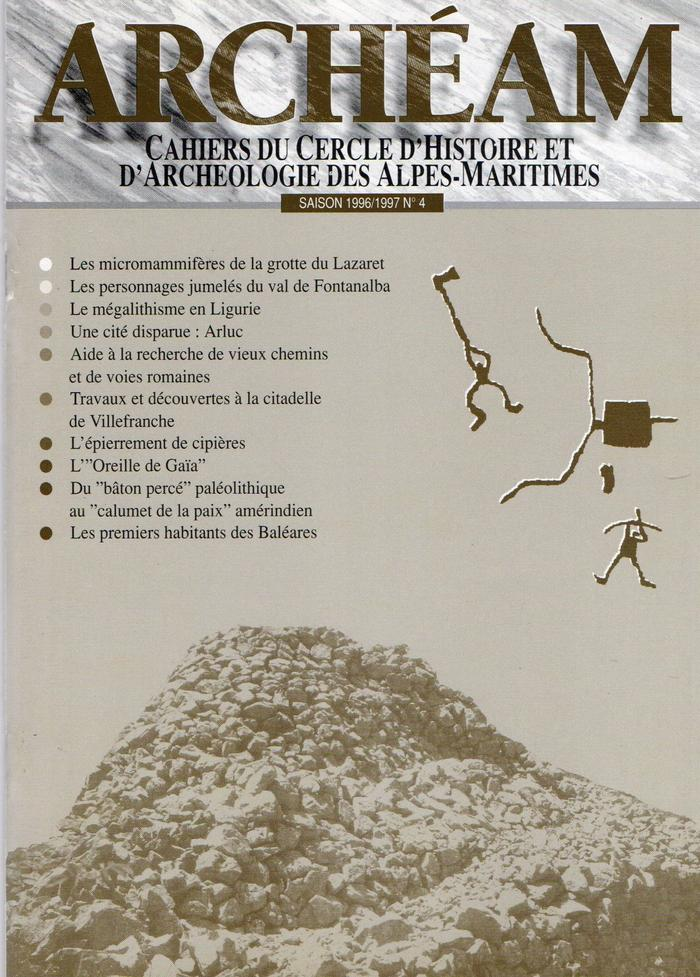 ARCHÉAM
CAHIERS DU CERCLE D'HISTOIRE ET
D'ARCHEOLOGIE DES ALPES-MARITIMES
SAISON 1996/1997 N° 4
Les micromammifères de la grotte du Lazaret
Les personnages jumelés du val de Fontanalba
Le mégalithisme en Ligurie
Une cité disparue : Arluc
Aide à la recherche de vieux chemins
et de voies romaines
Travaux et découvertes à la citadelle
de Villefranche
L'épierrement de cipières
L'"Oreille de Gaïa"
Du "bâton percé" paléolithique
au "calumet de la paix" amérindien
Les premiers habitants des Baléares